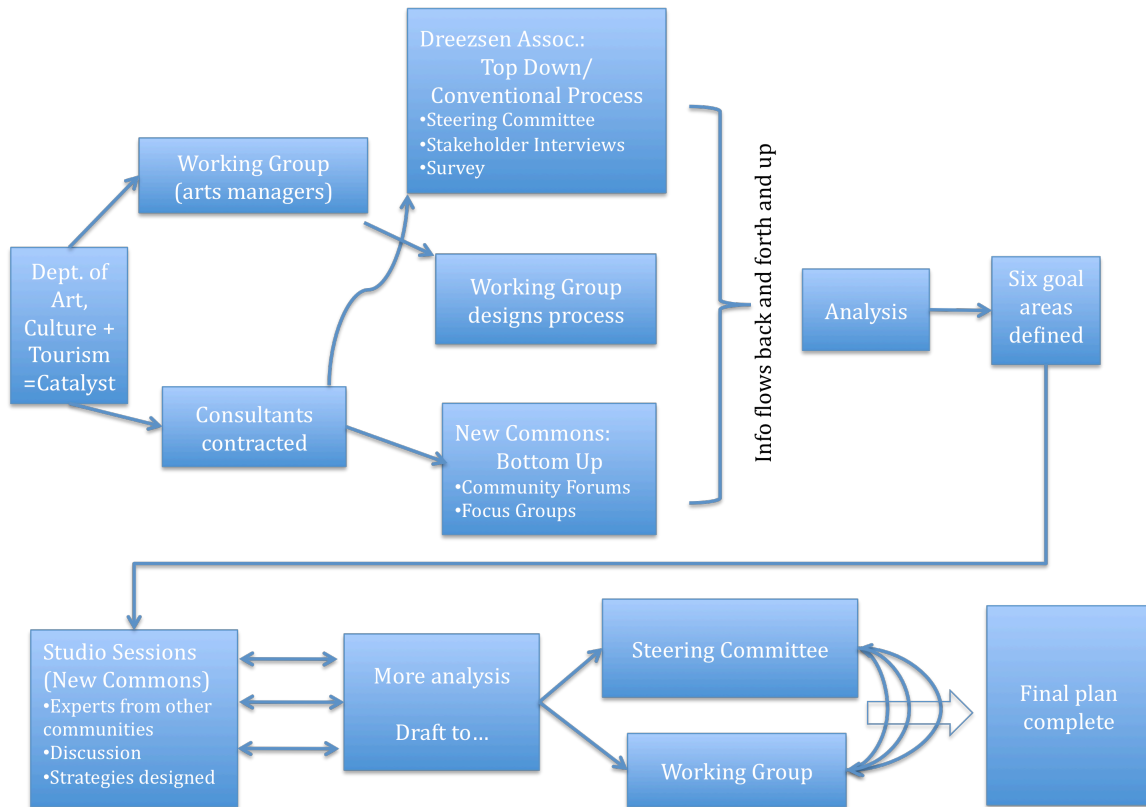 Dreezsen Assoc.:
Top Down/
Conventional Process
•Steering Committee
•Stakeholder Interviews
•Survey
Working Group
(arts managers)
Dept. of
Art,
Culture +
Tourism
=Catalyst
Working Group
designs process
Consultants
contracted
New Commons:
Bottom Up
•Community Forums
•Focus Groups
Info flows back and forth and up
Analysis
Six goal
areas
defined
Studio Sessions
(New Commons)
•Experts from other
communities
•Discussion
•Strategies designed
More analysis
Draft to…
Steering Committee
Working Group
Final plan
complete